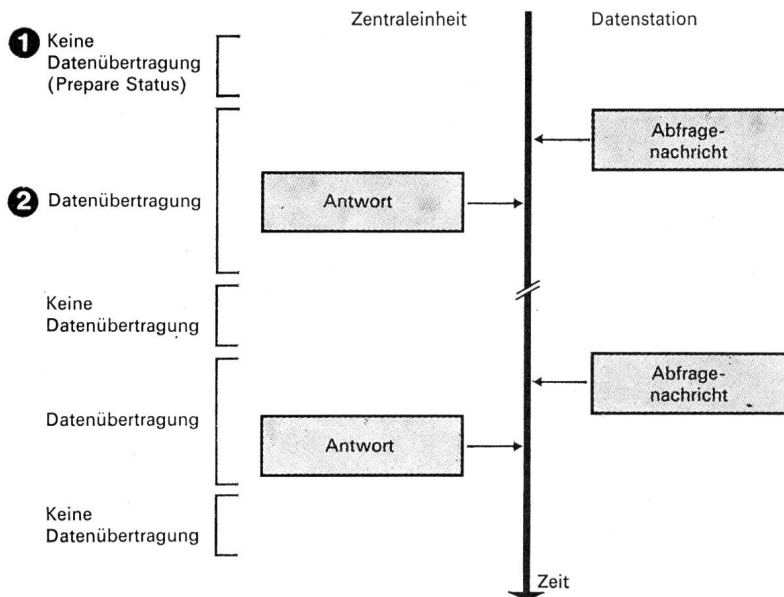 Zentraleinheit
Datenstation
1 Keine
Datenübertragung
(Prepare Status)
Abfrage-
nachricht
2 Datenübertragung
Antwort
Keine
Datenübertragung
Abfrage-
nachricht
Datenübertragung
Antwort
Keine
Datenübertragung
Zeit